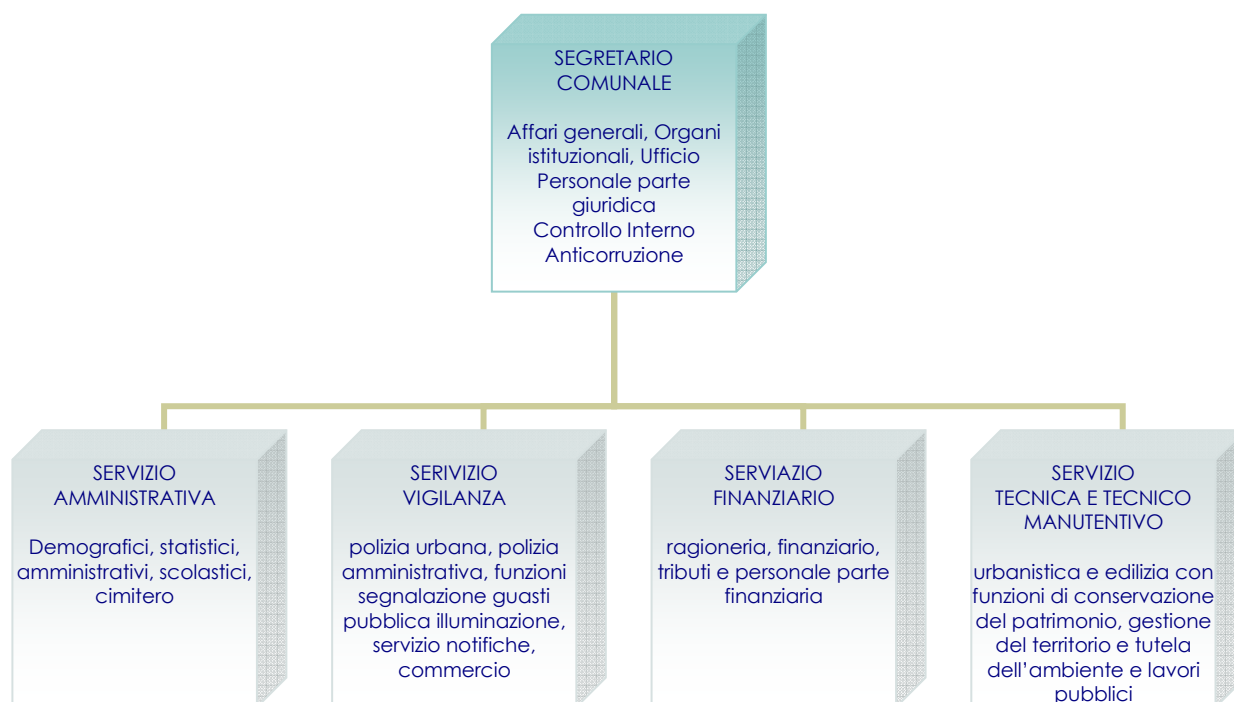 SEGRETARIO
COMUNALE
Affari generali, Organi
istituzionali, Ufficio
Personale parte
giuridica
Controllo Interno
Anticorruzione
SERVIZIO
AMMINISTRATIVA
Demografici, statistici,
amministrativi, scolastici,
cimitero
SERIVIZIO
VIGILANZA
polizia urbana, polizia
amministrativa, funzioni
segnalazione guasti
pubblica illuminazione,
servizio notifiche,
commercio
SERVIAZIO
FINANZIARIO
ragioneria, finanziario,
tributi e personale parte
finanziaria
SERVIZIO
TECNICA E TECNICO
MANUTENTIVO
urbanistica e edilizia con
funzioni di conservazione
del patrimonio, gestione
del territorio e tutela
dell’ambiente e lavori
pubblici